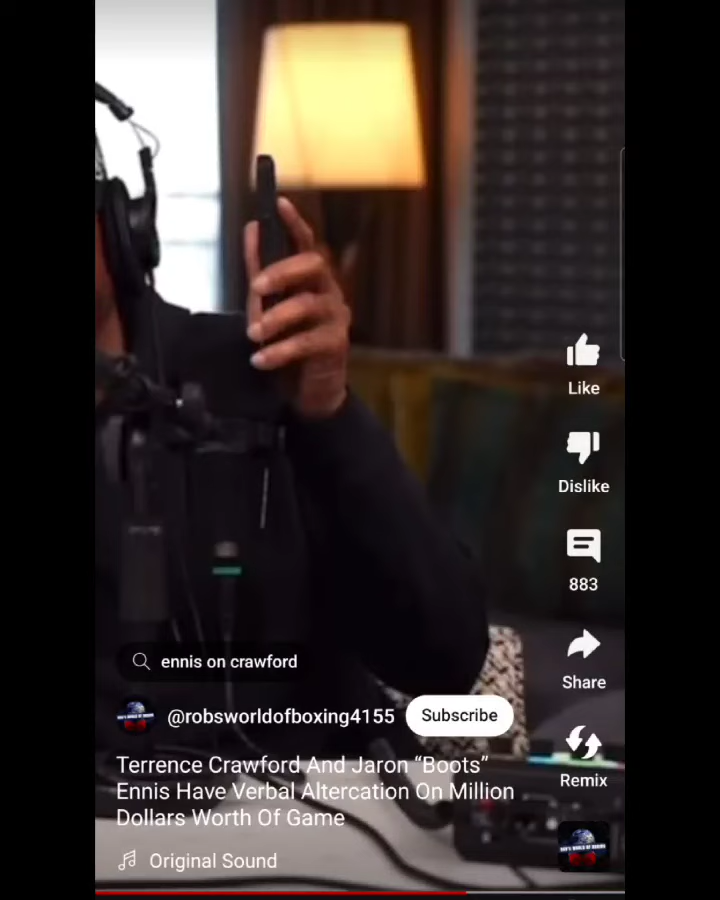 Like
Dislike
883
Share
Remix
ennis on crawford
@robsworldofboxing4155
Subscribe
Terrence Crawford And Jaron “Boots”
Ennis Have Verbal Altercation On Million
Dollars Worth Of Game
Original Sound